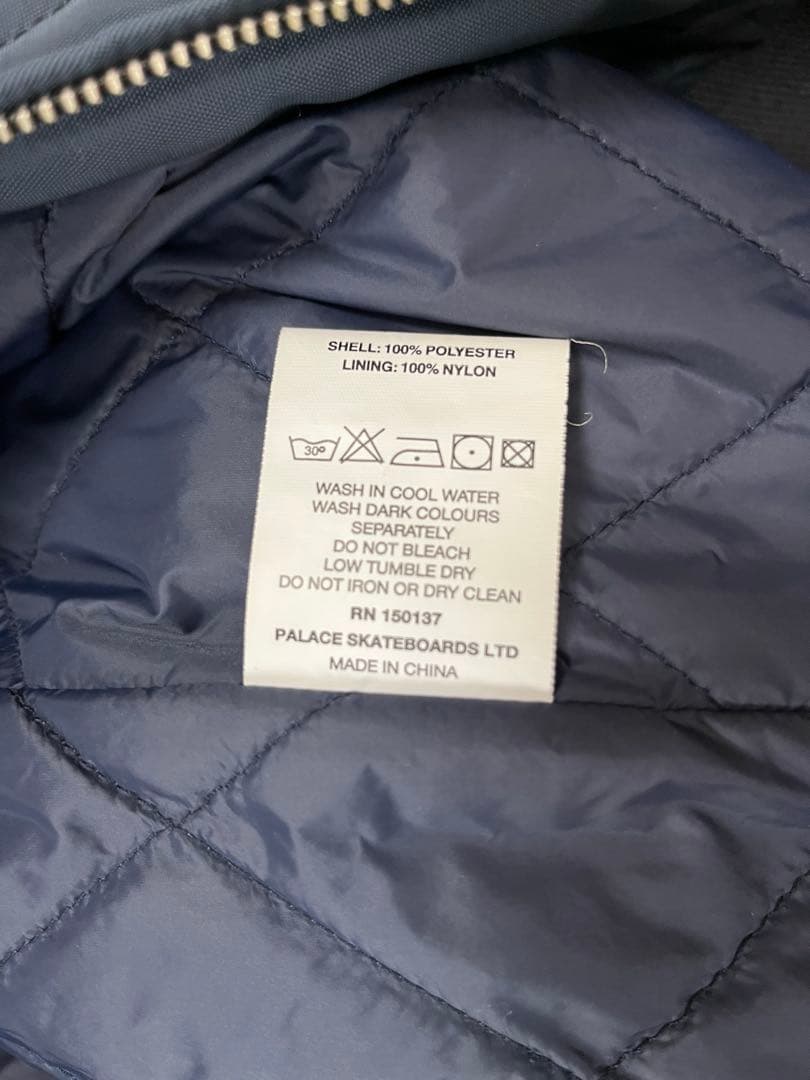 SHELL: 100% POLYESTER
LINING: 100% NYLON
30º
WASH IN COOL WATER
WASH DARK COLOURS
SEPARATELY
DO NOT BLEACH
LOW TUMBLE DRY
DO NOT IRON OR DRY CLEAN
RN 150137
PALACE SKATEBOARDS LTD
MADE IN CHINA